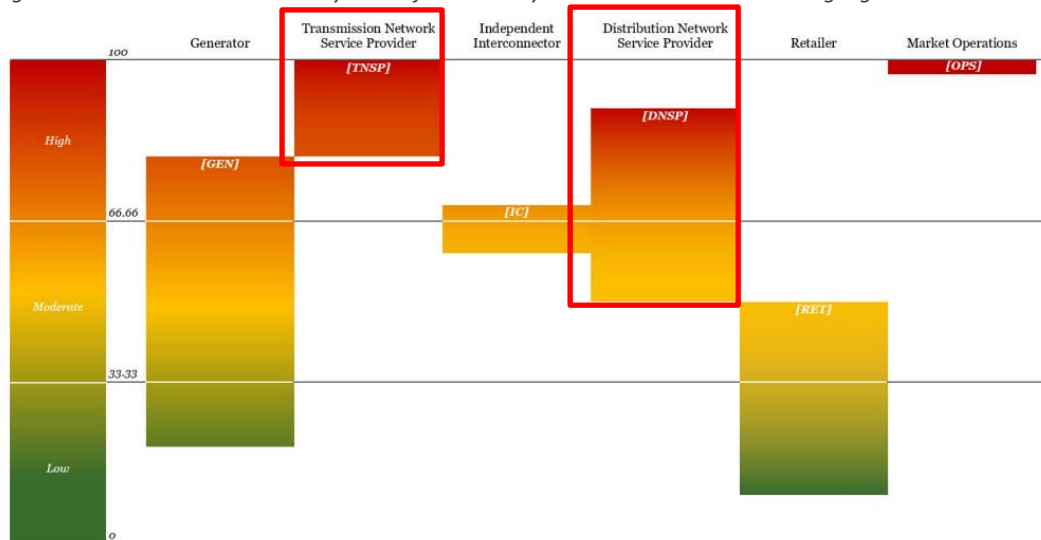 100
Generator
Transmission Network
Service Provider
Independent
Interconnector
Distribution Network
Service Provider
Retailer
Market Operations
[TNSP]
[OPS]
[DNSP]
High
[GEN]
66.66
[IC]
Moderate
[RET]
33.33
Low
0